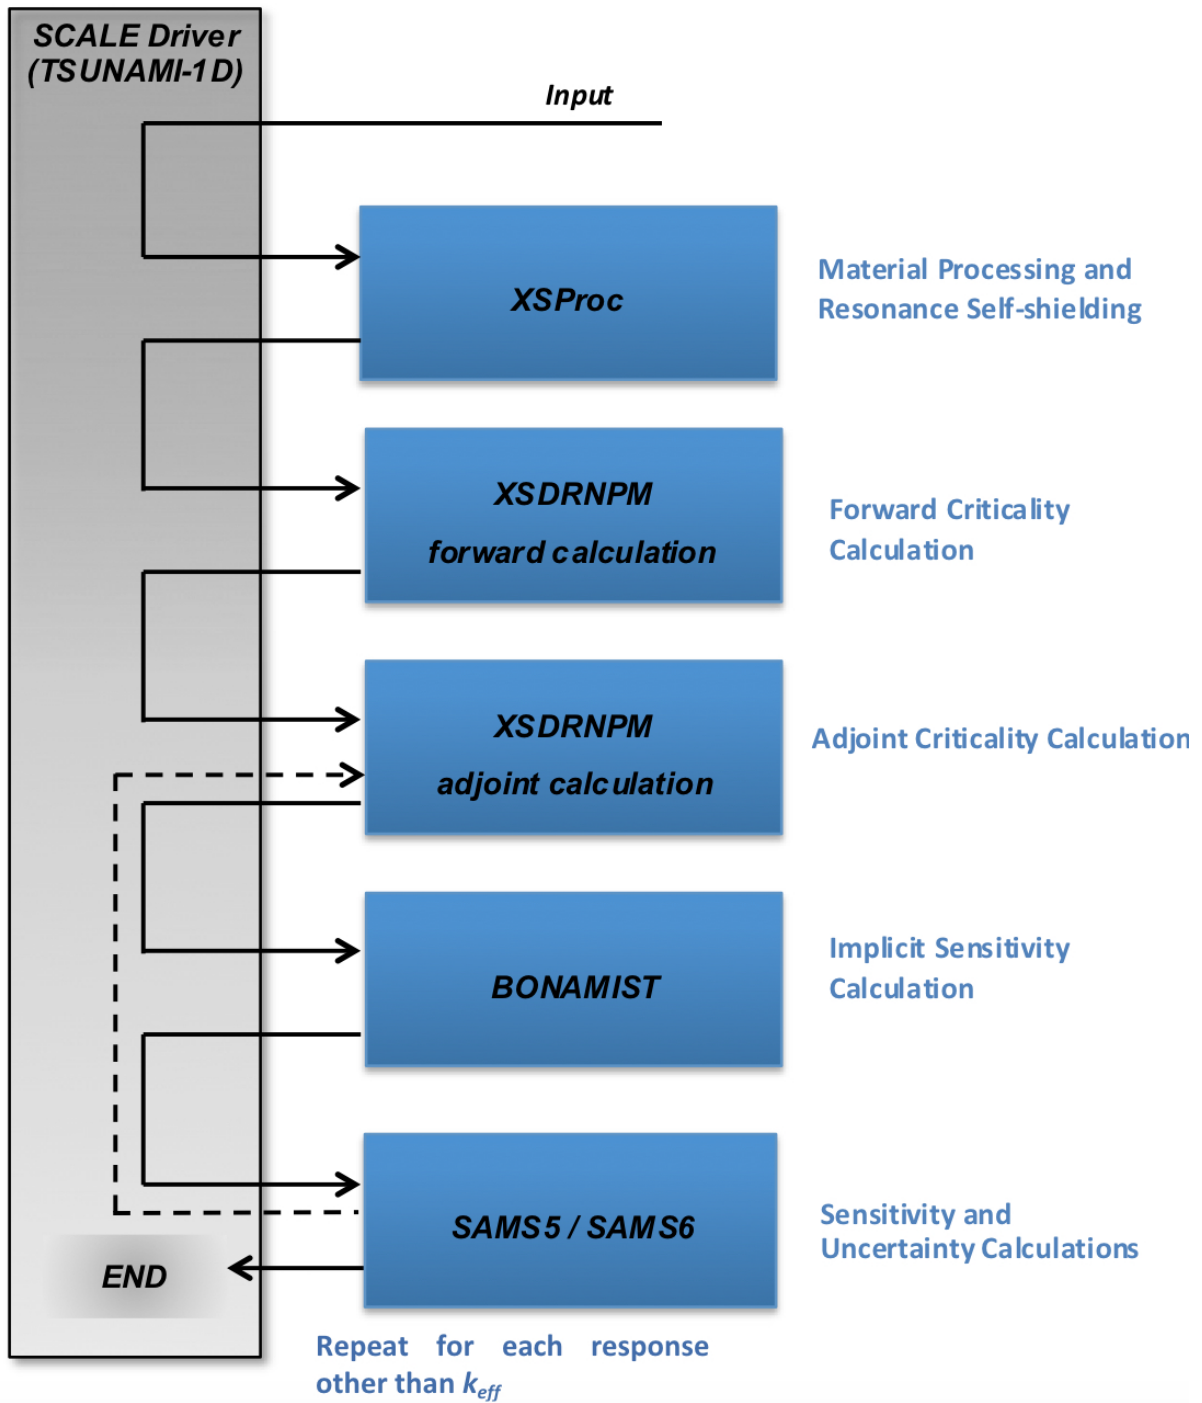 SCALE Driver
(TSUNAMI-1D)
Input
XSProc
Material Processing and
Resonance Self-shielding
XSDRNPM
forward calculation
Forward Criticality
Calculation
XSDRNPM
adjoint calculation
Adjoint Criticality Calculation
BONAMIST
Implicit Sensitivity
Calculation
SAMS5 / SAMS6
Sensitivity and
Uncertainty Calculations
END
Repeat for each response
other than keff